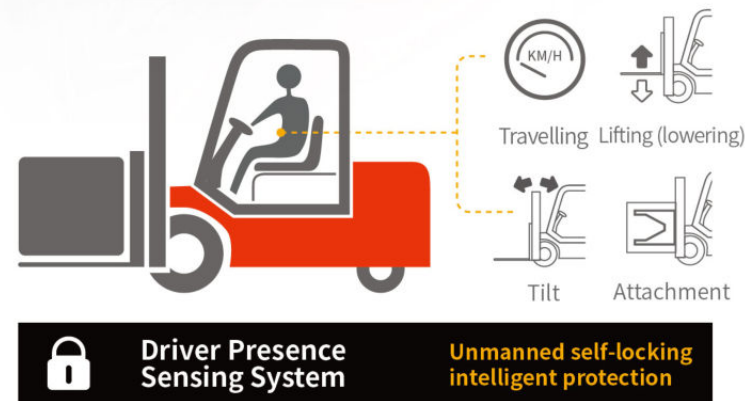 KM/H
Travelling Lifting (lowering)
Tilt Attachment
Driver Presence
Sensing System
Unmanned self-locking
intelligent protection